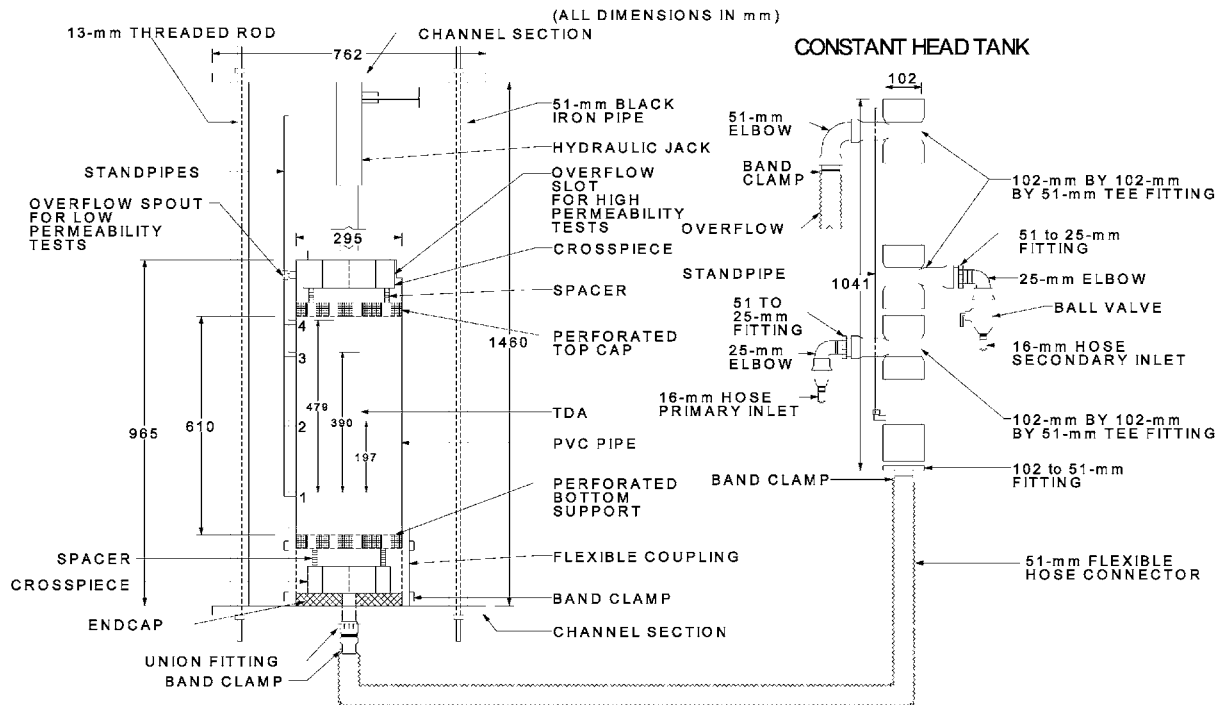 (ALL DIMENSIONS IN mm)
13-mm THREADED ROD
CHANNEL SECTION
762
CONSTANT HEAD TANK
102
51-mm BLACK
IRON PIPE
51-mm
ELBOW
HYDRAULIC JACK
STANDPIPES
OVERFLOW
SLOT
FOR HIGH
PERMEABILITY
TESTS
BAND
CLAMP
102-mm BY 102-mm
BY 51-mm TEE FITTING
OVERFLOW SPOUT
FOR LOW
PERMEABILITY
TESTS
OVERFLOW
295
51 to 25-mm
FITTING
CROSSPIECE
STANDPIPE
1041
25-mm ELBOW
SPACER
51 TO
25-mm
FITTING
BALL VALVE
4
PERFORATED
TOP CAP
1460
25-mm
ELBOW
16-mm HOSE
SECONDARY INLET
3
16-mm HOSE
PRIMARY INLET
479
390
TDA
965
610
2
102-mm BY 102-mm
BY 51-mm TEE FITTING
PVC PIPE
197
102 to 51-mm
FITTING
BAND CLAMP
PERFORATED
BOTTOM
SUPPORT
1
SPACER
FLEXIBLE COUPLING
51-mm FLEXIBLE
HOSE CONNECTOR
CROSSPIECE
BAND CLAMP
ENDCAP
CHANNEL SECTION
UNION FITTING
BAND CLAMP